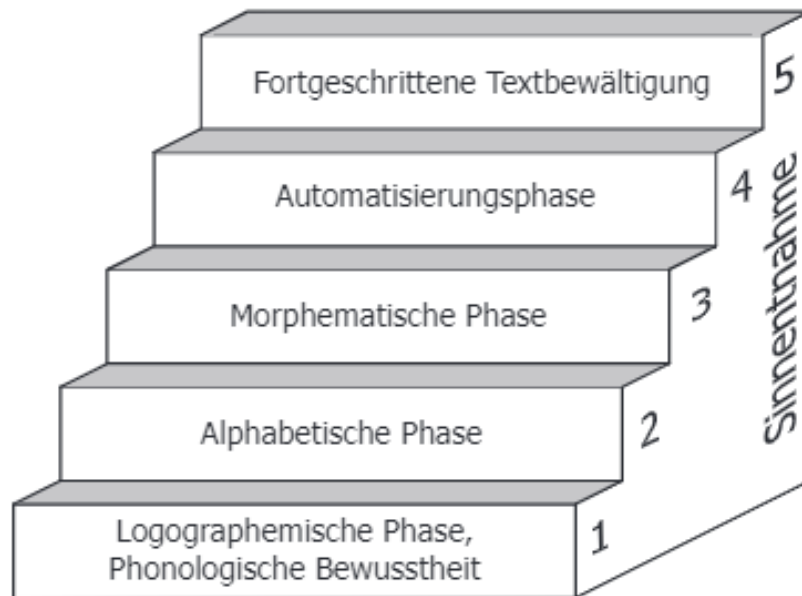 Fortgeschrittene Textbewältigung
5
Automatisierungsphase
4
Morphematische Phase
3
Alphabetische Phase
2
Logographemische Phase,
Phonologische Bewusstheit
1
Sinnentnahme